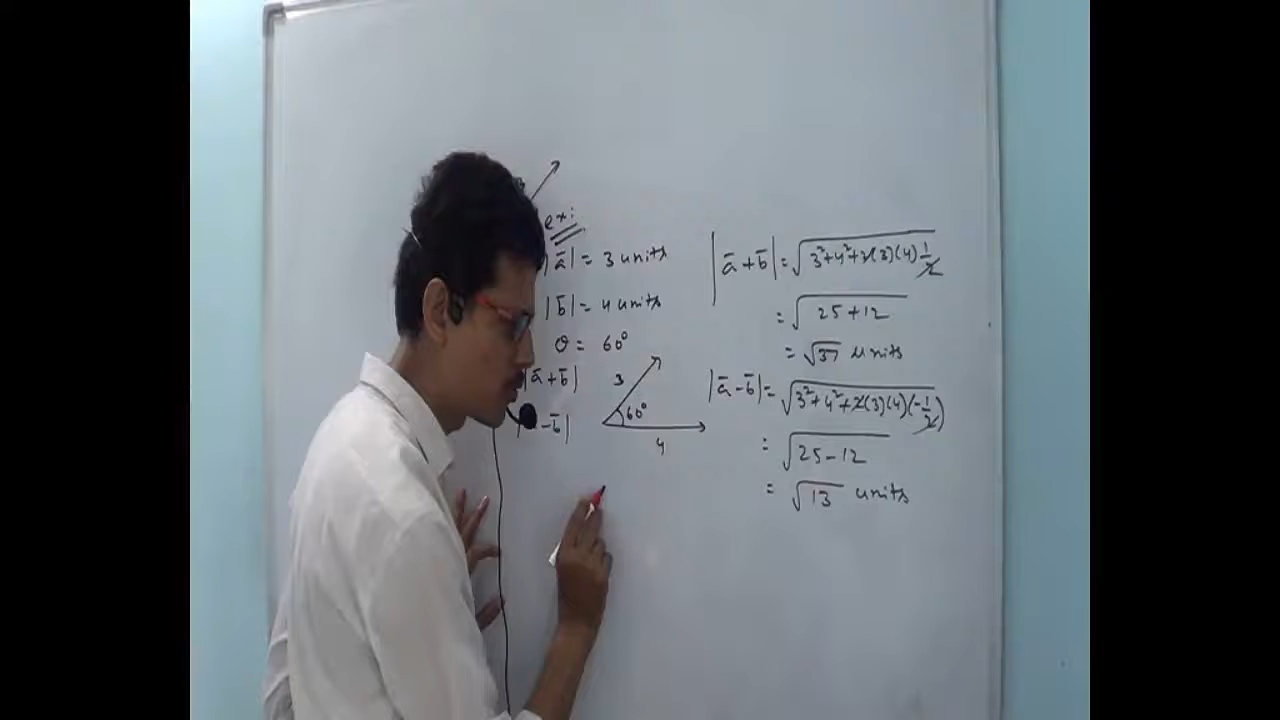 ex:
|a̅| = 3 units
|b̅| = 4 units
θ = 60°
|a̅+b̅|
-b̅|
3
60°
4
|a̅+b̅| = √3²+4²+2(3)(4)1/2
= √25+12
= √37 units
|a̅-b̅| = √3²+4²+2(3)(4)(-1/2)
= √25-12
= √13 units